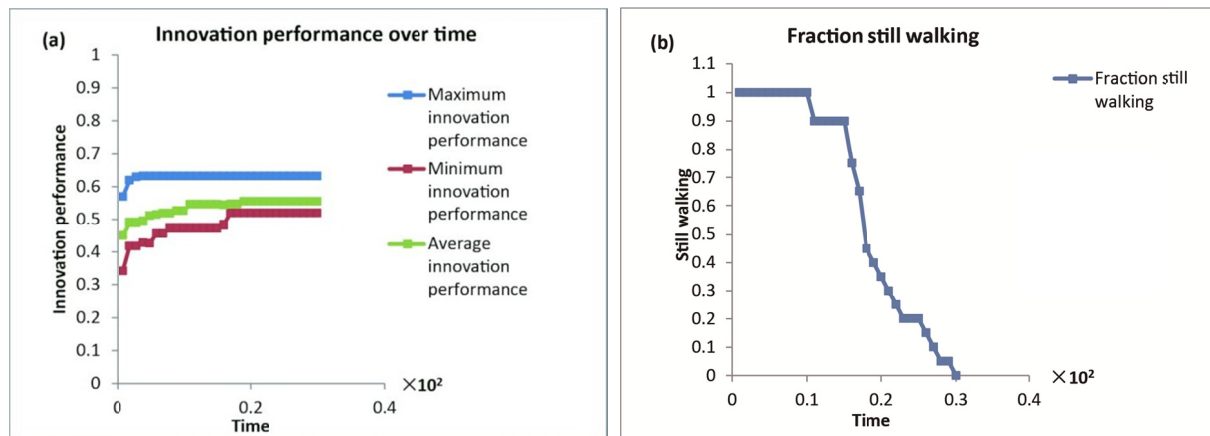 (a)
Innovation performance over time
1
0.9
0.8
0.7
0.6
0.5
0.4
0.3
0.2
0.1
0
Innovation performance
0
0.2
0.4
×10²
Time
Maximum
innovation
performance
Minimum
innovation
performance
Average
innovation
performance
(b)
Fraction still walking
1.1
1
0.9
0.8
0.7
0.6
0.5
0.4
0.3
0.2
0.1
0
Still walking
0
0.1
0.2
0.3
0.4
×10²
Time
Fraction still
walking